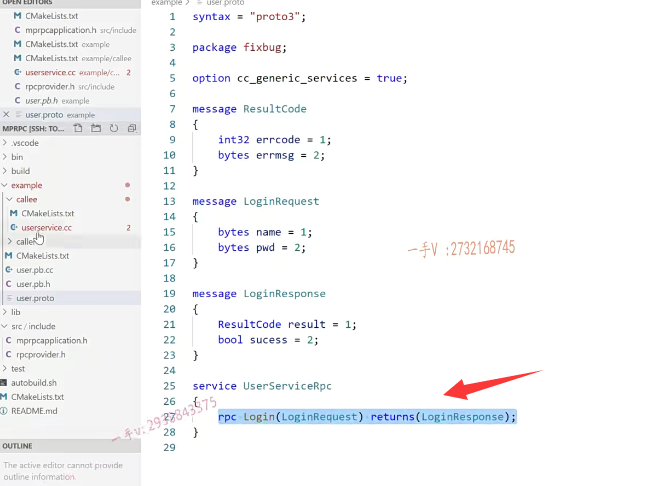 OPEN EDITORS
CMakeLists.txt
mprpcapplication.h src/include
CMakeLists.txt example
CMakeLists.txt example/callee
userservice.cc example/c... 2
rpcprovider.h src/include
user.pb.h example
user.proto example
MPRPC [SSH: TO...
.vscode
bin
build
example
callee
CMakeLists.txt
userservice.cc 2
caller
CMakeLists.txt
user.pb.cc
user.pb.h
user.proto
lib
src / include
mprpcapplication.h
rpcprovider.h
test
autobuild.sh
CMakeLists.txt
README.md
OUTLINE
The active editor cannot provide
outline information.
example > user.proto
1 syntax = "proto3";
2
3 package fixbug;
4
5 option cc_generic_services = true;
6
7 message ResultCode
8 {
9 int32 errcode = 1;
10 bytes errmsg = 2;
11 }
12
13 message LoginRequest
14 {
15 bytes name = 1;
16 bytes pwd = 2;
17 }
18
19 message LoginResponse
20 {
21 ResultCode result = 1;
22 bool sucess = 2;
23 }
24
25 service UserServiceRpc
26 {
27 rpc Login(LoginRequest) returns(LoginResponse);
28 }
29
一手V :2732168745